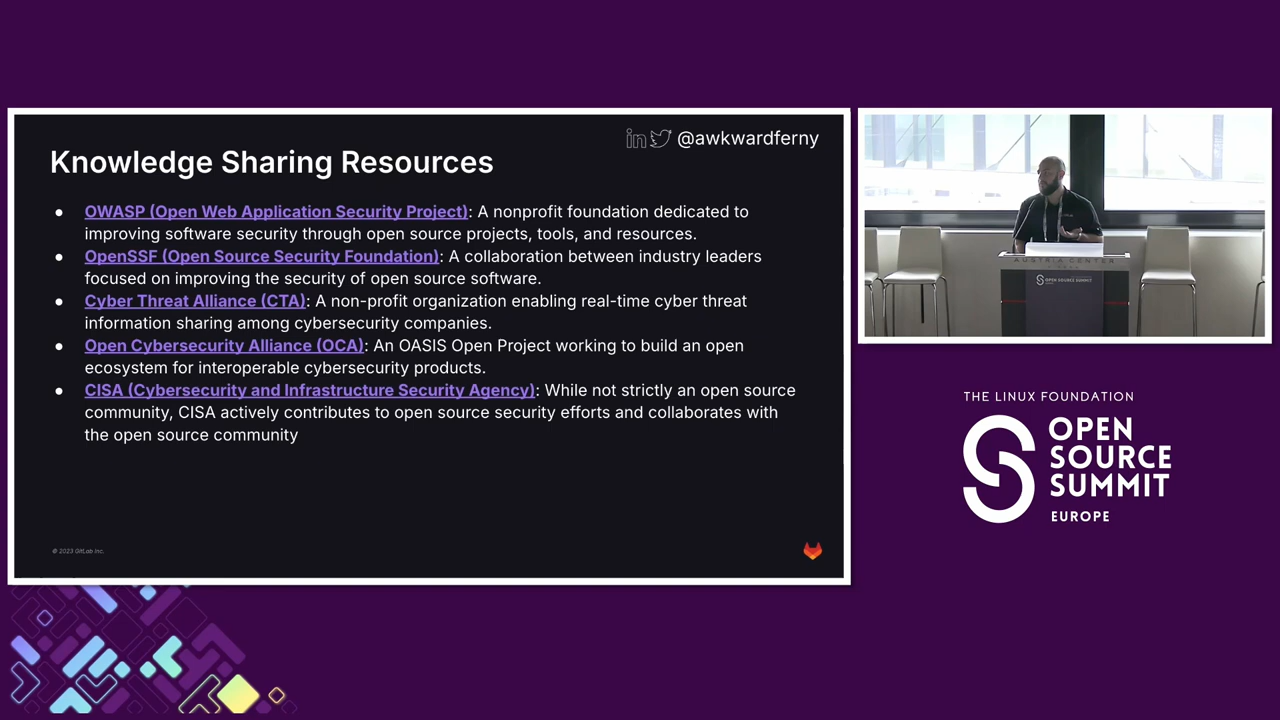 @awkwardferny
Knowledge Sharing Resources
● OWASP (Open Web Application Security Project): A nonprofit foundation dedicated to
improving software security through open source projects, tools, and resources.
● OpenSSF (Open Source Security Foundation): A collaboration between industry leaders
focused on improving the security of open source software.
● Cyber Threat Alliance (CTA): A non-profit organization enabling real-time cyber threat
information sharing among cybersecurity companies.
● Open Cybersecurity Alliance (OCA): An OASIS Open Project working to build an open
ecosystem for interoperable cybersecurity products.
● CISA (Cybersecurity and Infrastructure Security Agency): While not strictly an open source
community, CISA actively contributes to open source security efforts and collaborates with
the open source community
© 2023 GitLab Inc.
AUSTRIA CENTER
OPEN SOURCE SUMMIT
THE LINUX FOUNDATION
OPEN
SOURCE
SUMMIT
EUROPE